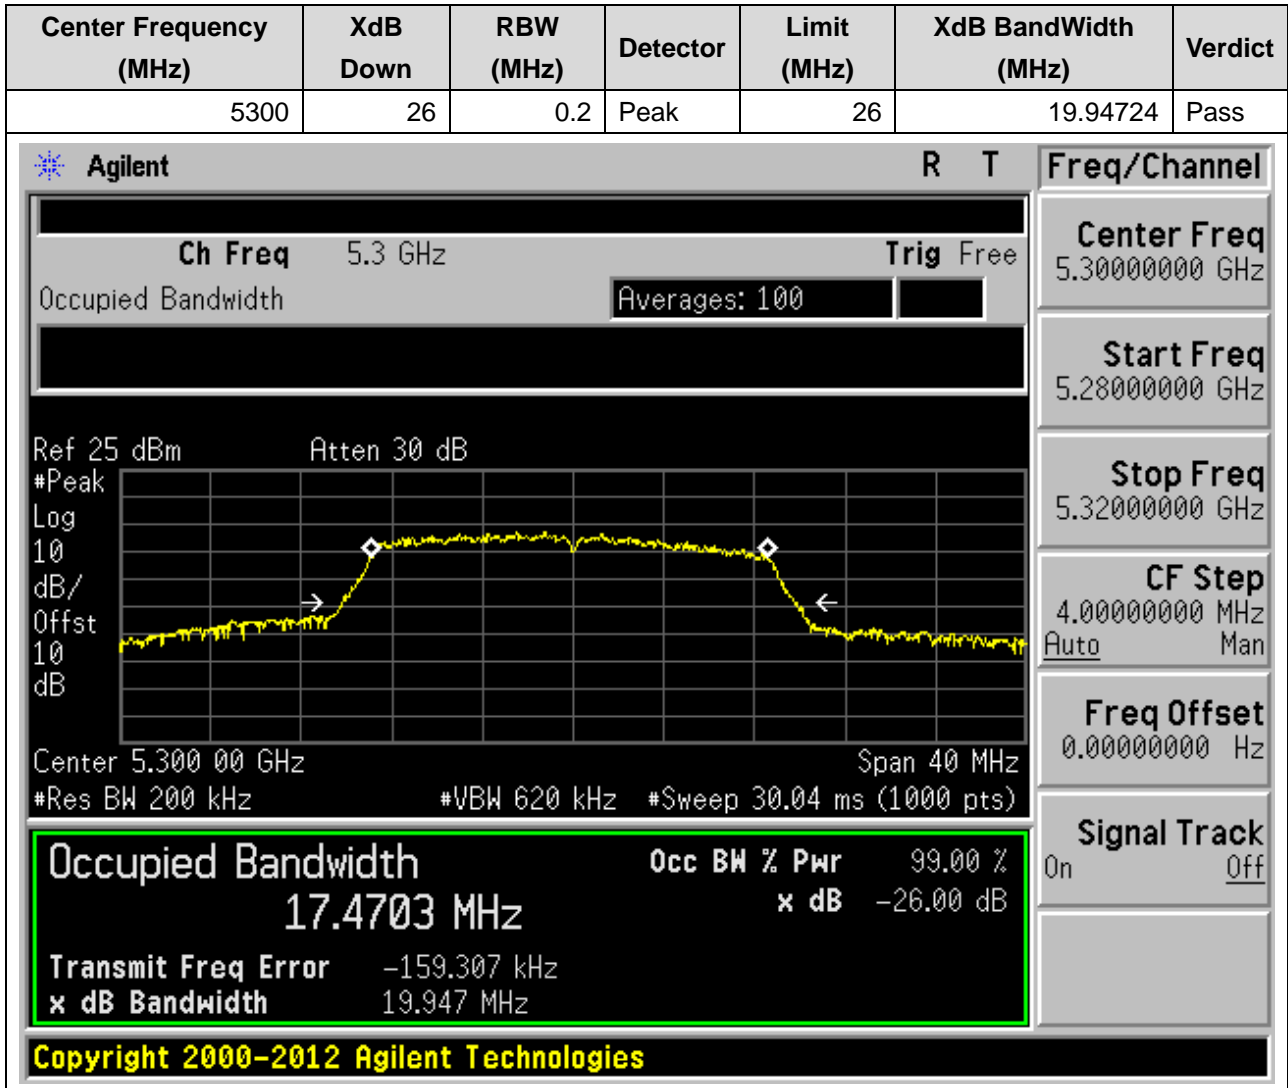 Center Frequency (MHz) XdB Down RBW (MHz) Detector Limit (MHz) XdB BandWidth (MHz) Verdict
5300 26 0.2 Peak 26 19.94724 Pass
Agilent R T Freq/Channel
Ch Freq 5.3 GHz Trig Free
Occupied Bandwidth Averages: 100
Center Freq
5.30000000 GHz
Start Freq
5.28000000 GHz
Stop Freq
5.32000000 GHz
CF Step
4.00000000 MHz
Auto Man
Freq Offset
0.00000000 Hz
Signal Track
On Off
Ref 25 dBm Atten 30 dB
#Peak
Log
10
dB/
Offst
10
dB
Center 5.300 00 GHz Span 40 MHz
#Res BW 200 kHz #VBW 620 kHz #Sweep 30.04 ms (1000 pts)
Occupied Bandwidth Occ BW % Pwr 99.00 %
17.4703 MHz x dB -26.00 dB
Transmit Freq Error -159.307 kHz
x dB Bandwidth 19.947 MHz
Copyright 2000-2012 Agilent Technologies